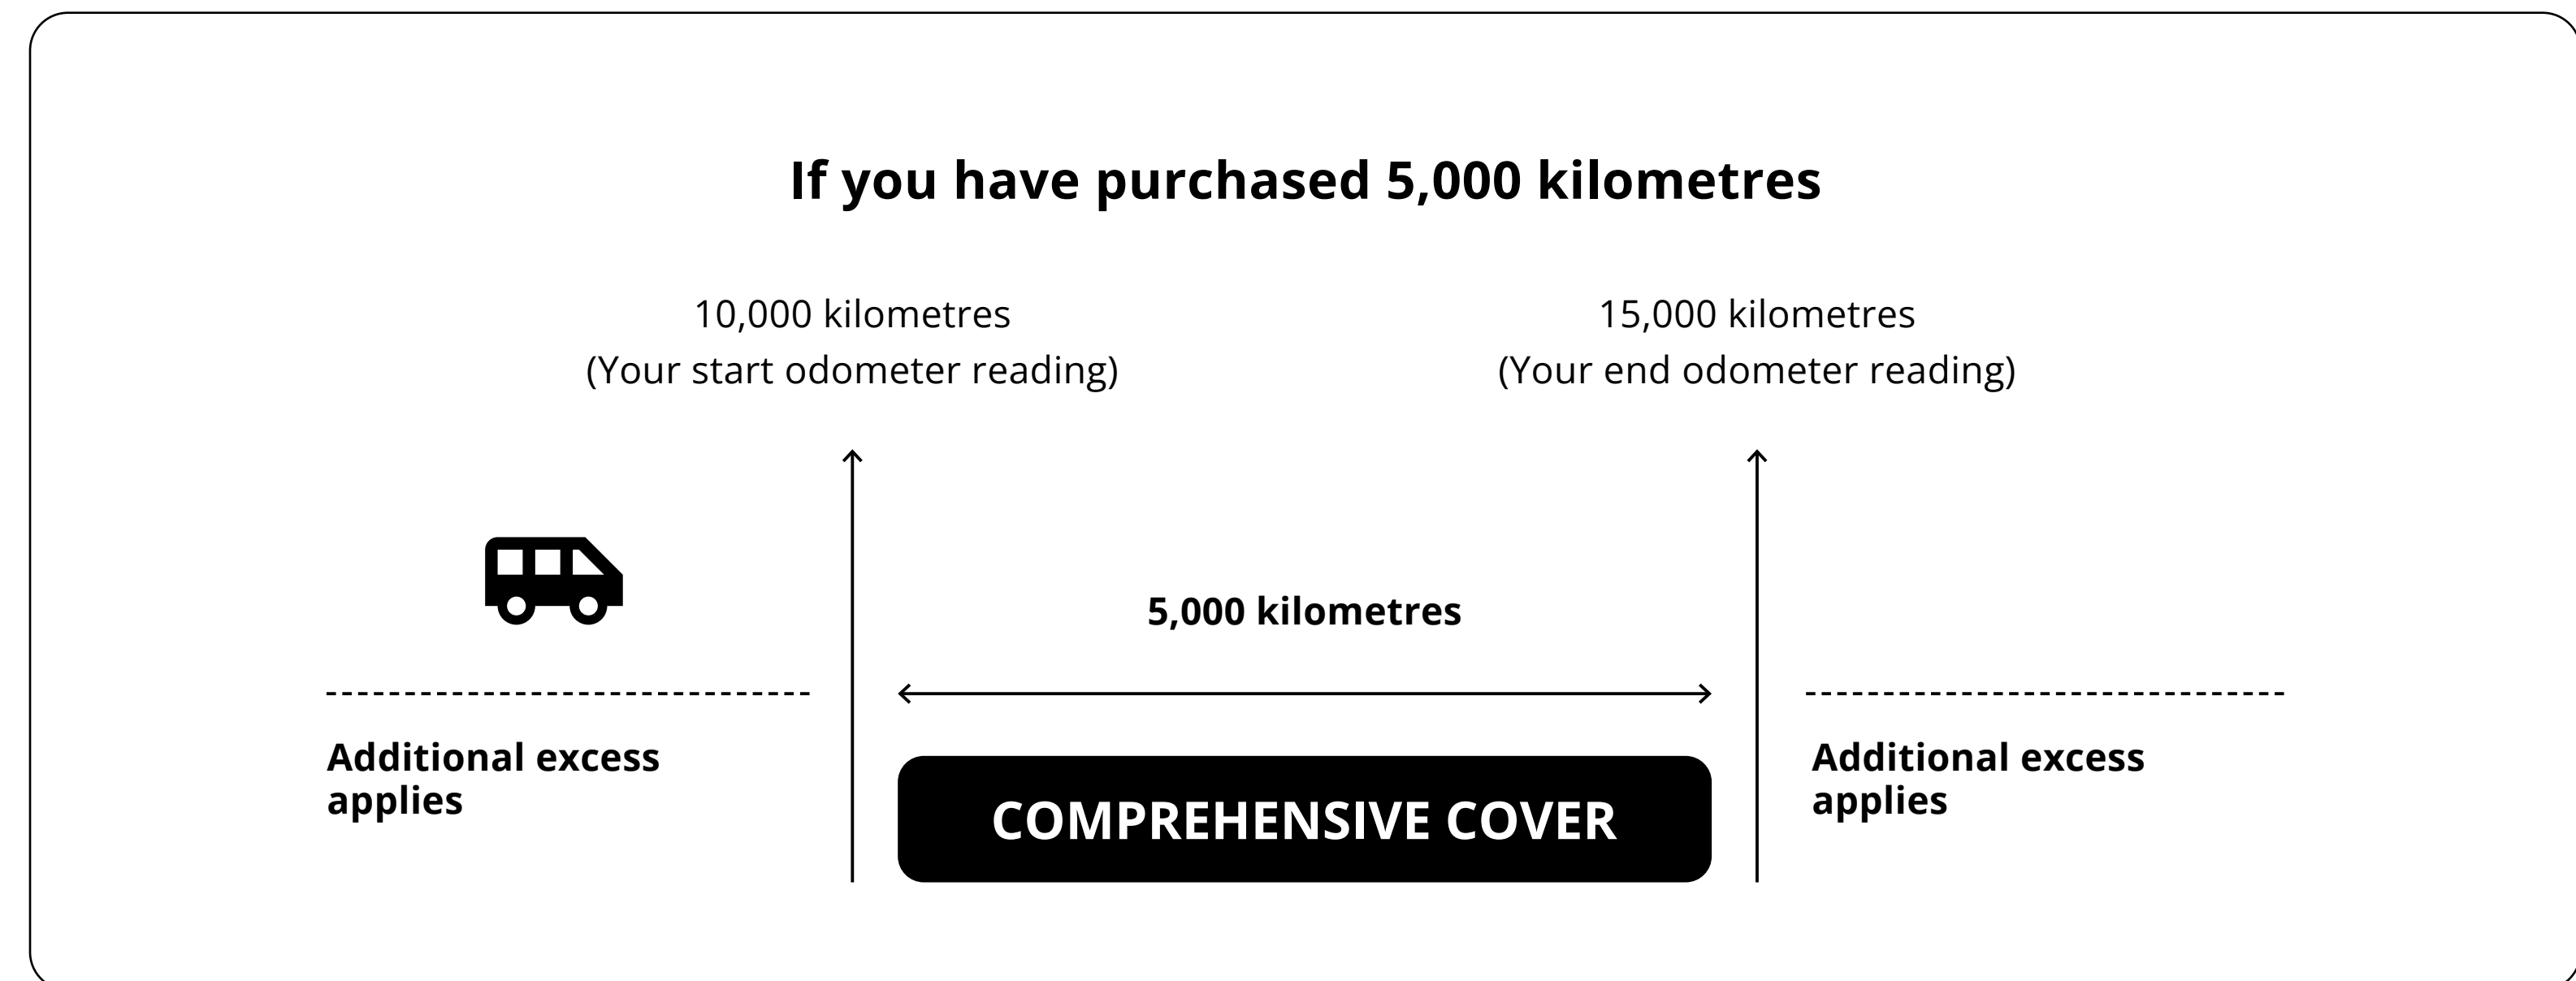 If you have purchased 5,000 kilometres
10,000 kilometres
(Your start odometer reading)
15,000 kilometres
(Your end odometer reading)
5,000 kilometres
Additional excess
applies
COMPREHENSIVE COVER
Additional excess
applies